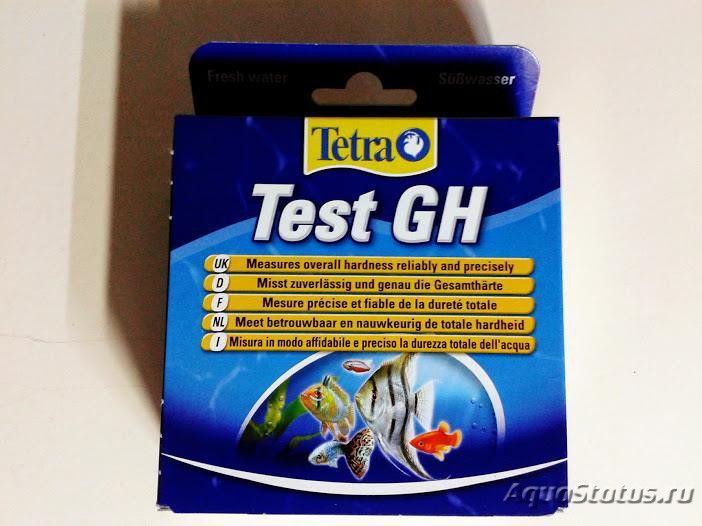 Fresh water Süßwasser
Tetra
Test GH
UK Measures overall hardness reliably and precisely
D Misst zuverlässig und genau die Gesamthärte
F Mesure précise et fiable de la dureté totale
NL Meet betrouwbaar en nauwkeurig de totale hardheid
I Misura in modo affidabile e preciso la durezza totale dell'acqua
AquaStatus.ru